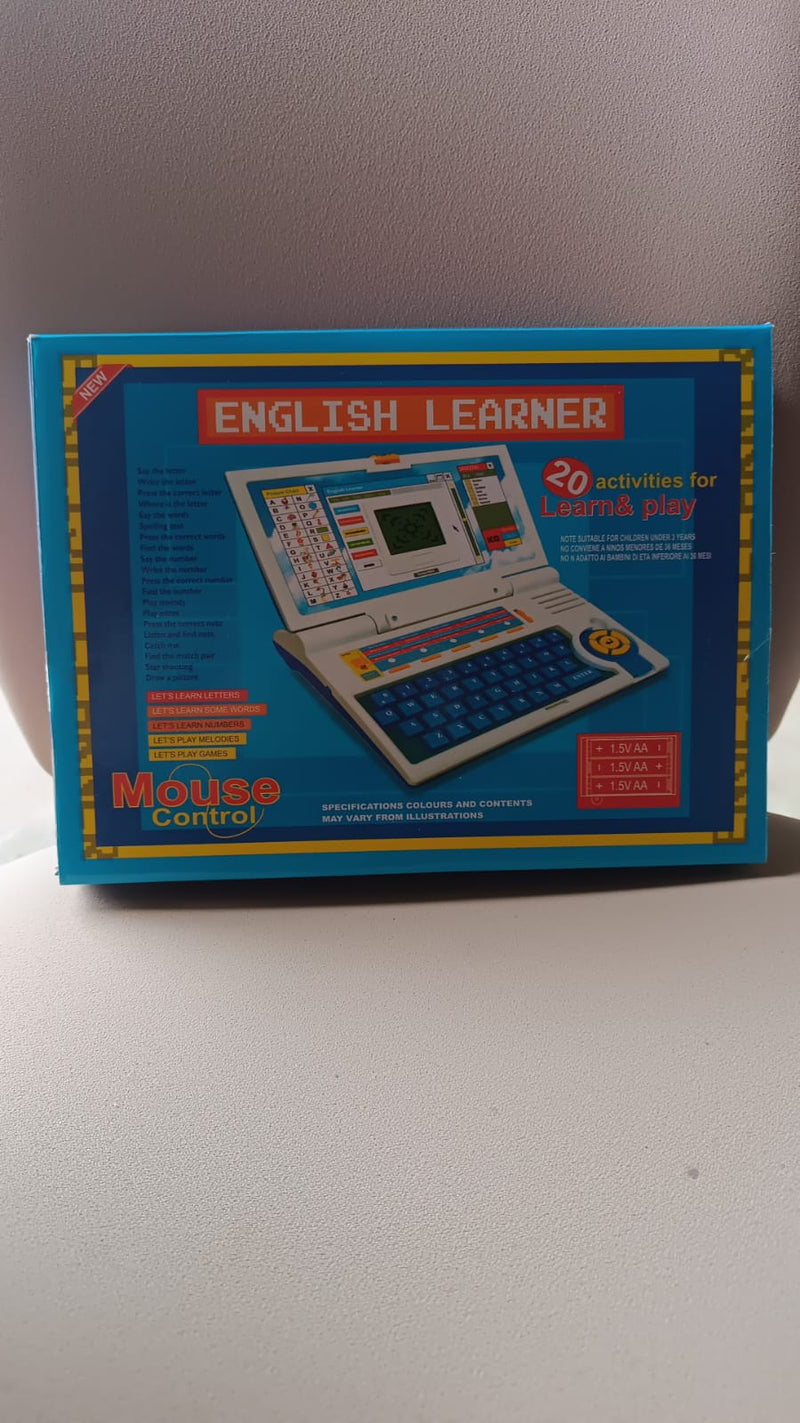 NEW
ENGLISH LEARNER
Say the letter
Write the letter
Press the correct letter
Where is the letter
Say the words
Spelling test
Press the correct words
Find the words
Say the number
Write the number
Press the correct number
Find the number
Play melody
Play notes
Press the correct note
Listen and find note
Catch me
Find the match pair
Star shooting
Draw a picture
20 activities for
Learn& play
NOTE SUITABLE FOR CHILDREN UNDER 3 YEARS
NO CONVIENE A NINOS MENORES DE 36 MESES
NO N ADATTO AI BAMBINI DI ETA INFERIORE AI 36 MESI
English Learner
ENTER
LET'S LEARN LETTERS
LET'S LEARN SOME WORDS
LET'S LEARN NUMBERS
LET'S PLAY MELODIES
LET'S PLAY GAMES
Mouse
Control
SPECIFICATIONS COLOURS AND CONTENTS
MAY VARY FROM ILLUSTRATIONS
+ 1.5V AA -
- 1.5V AA +
+ 1.5V AA -